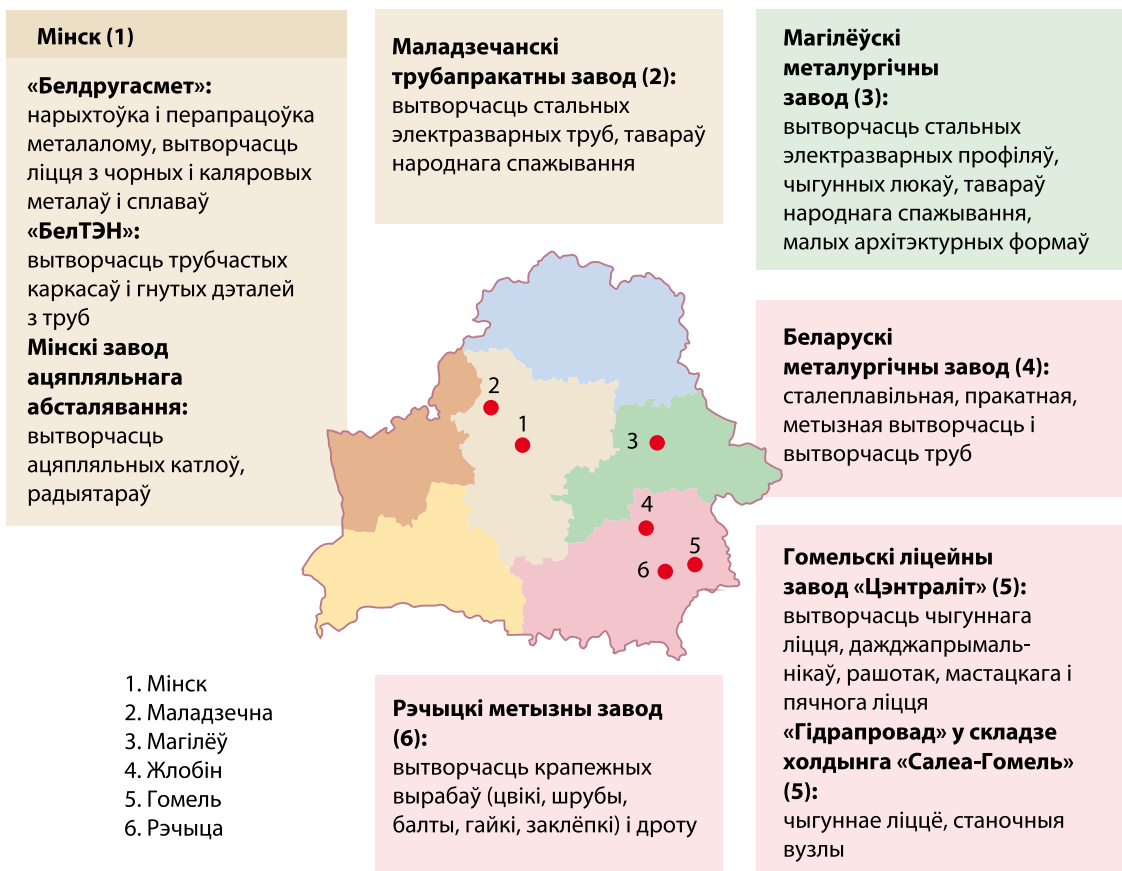 Мінск (1)
«Белдругасмет»:
нарыхтоўка і перапрацоўка
металалому, вытворчасць
ліцця з чорных і каляровых
металаў і сплаваў
«БелТЭН»:
вытворчасць трубчастых
каркасаў і гнутых дэталей
з труб
Мінскі завод
ацяпляльнага
абсталявання:
вытворчасць
ацяпляльных катлоў,
радыятараў
Маладзечанскі
трубапракатны завод (2):
вытворчасць стальных
электразварных труб, тавараў
народнага спажывання
Магілёўскі
металургічны
завод (3):
вытворчасць стальных
электразварных профіляў,
чыгунных люкаў, тавараў
народнага спажывання,
малых архітэктурных формаў
Беларускі
металургічны завод (4):
сталеплавільная, пракатная,
метызная вытворчасць і
вытворчасць труб
2
1
3
4
5
6
Гомельскі ліцейны
завод «Цэнтраліт» (5):
вытворчасць чыгуннага
ліцця, дажджапрымаль-
нікаў, рашотак, мастацкага і
пячнога ліцця
«Гідраправад» у складзе
холдынга «Салеа-Гомель»
(5):
чыгуннае ліццё, станочныя
вузлы
1. Мінск
2. Маладзечна
3. Магілёў
4. Жлобін
5. Гомель
6. Рэчыца
Рэчыцкі метызны завод
(6):
вытворчасць крапежных
вырабаў (цвікі, шрубы,
балты, гайкі, заклёпкі) і дроту